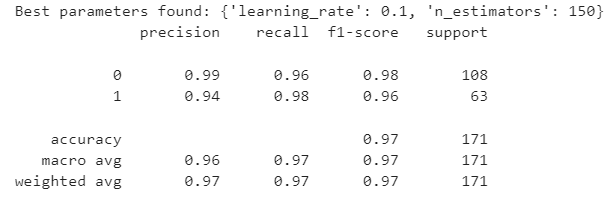 Best parameters found: {'learning_rate': 0.1, 'n_estimators': 150}
precision recall f1-score support
0 0.99 0.96 0.98 108
1 0.94 0.98 0.96 63
accuracy 0.97 171
macro avg 0.96 0.97 0.97 171
weighted avg 0.97 0.97 0.97 171